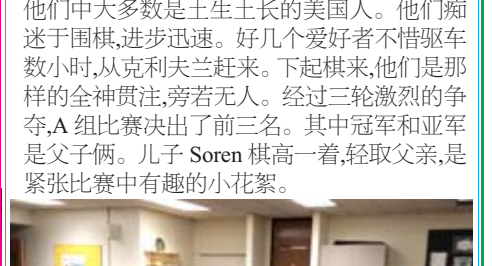 他们中大多数是土生土长的美国人。他们痴
迷于围棋,进步迅速。好几个爱好者不惜驱车
数小时,从克利夫兰赶来。下起棋来,他们是那
样的全神贯注,旁若无人。经过三轮激烈的争
夺,A 组比赛决出了前三名。其中冠军和亚军
是父子俩。儿子 Soren 棋高一着,轻取父亲,是
紧张比赛中有趣的小花絮。